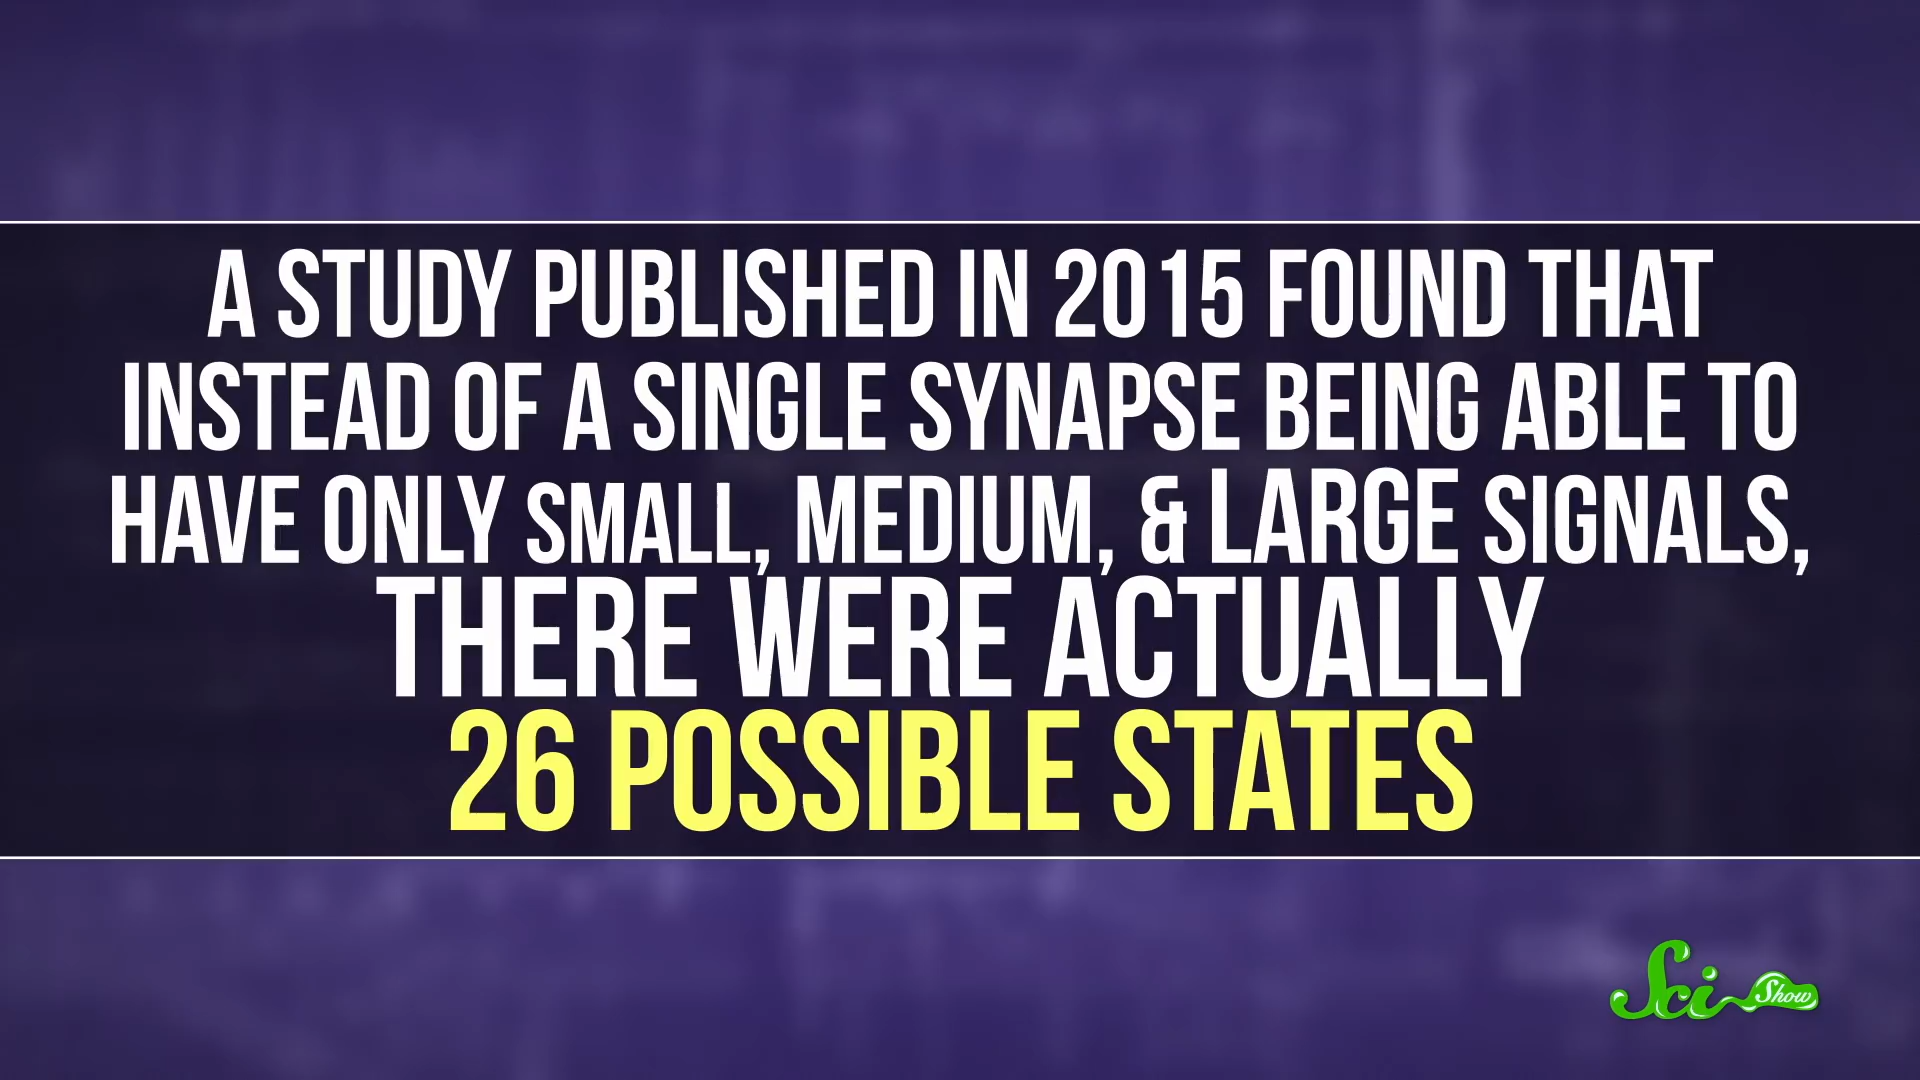 A STUDY PUBLISHED IN 2015 FOUND THAT
INSTEAD OF A SINGLE SYNAPSE BEING ABLE TO
HAVE ONLY SMALL, MEDIUM, & LARGE SIGNALS,
THERE WERE ACTUALLY
26 POSSIBLE STATES
Sci Show